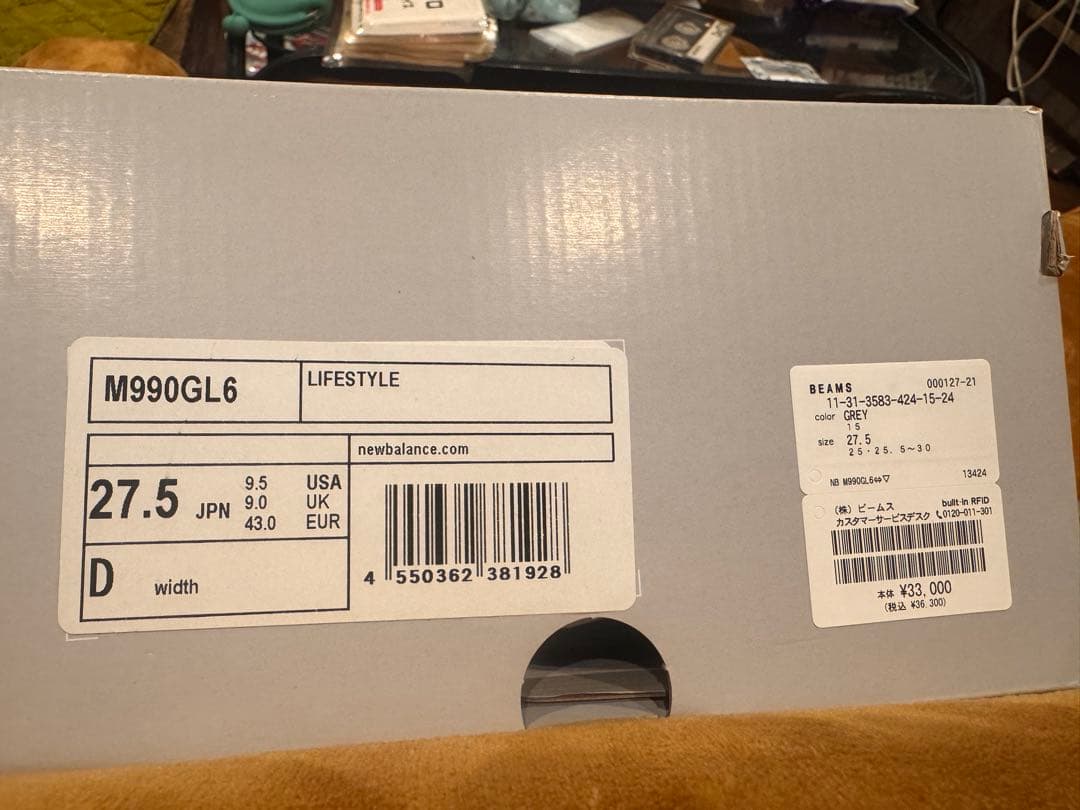 M990GL6
LIFESTYLE
newbalance.com
27.5 JPN
9.5 USA
9.0 UK
43.0 EUR
D width
4 550362 381928
BEAMS 000127-21
11-31-3583-424-15-24
color GREY
15
size 27.5
25・25.5~30
NB M990GL6⇔▽ 13424
built-in RFID
(株)ビームス
カスタマーサービスデスク 0120-011-301
本体 ¥33,000
(税込 ¥36,300)